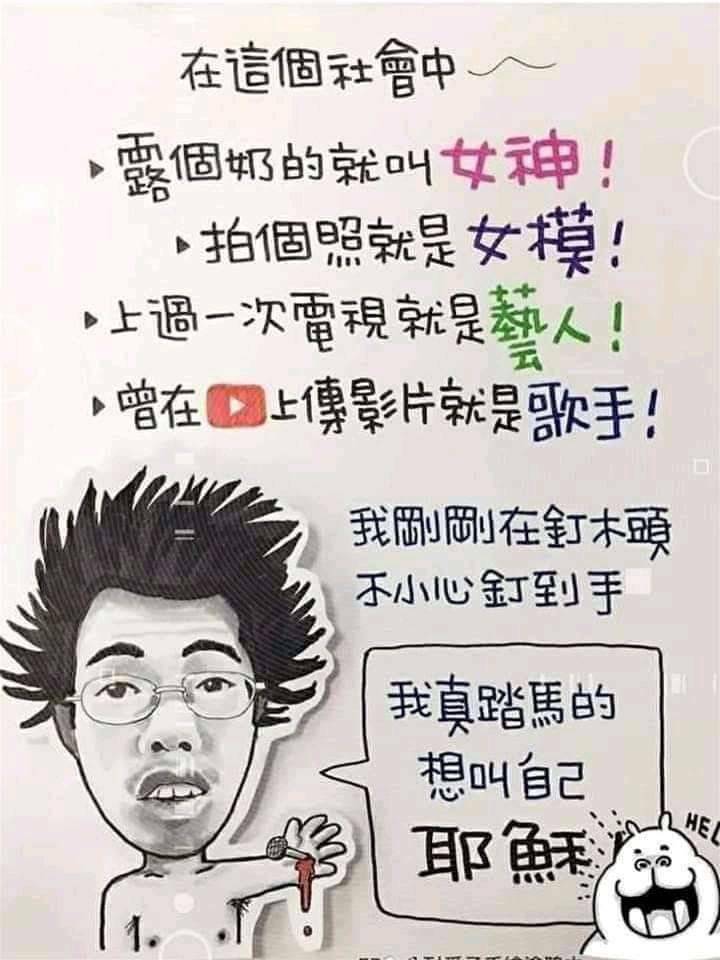 在這個社會中
▸露個奶的就叫女神!
▸拍個照就是女模!
▸上過一次電視就是藝人!
▸曾在上傳影片就是歌手!
我剛剛在釘木頭
不小心釘到手
我真踏馬的
想叫自己
耶穌
HEL